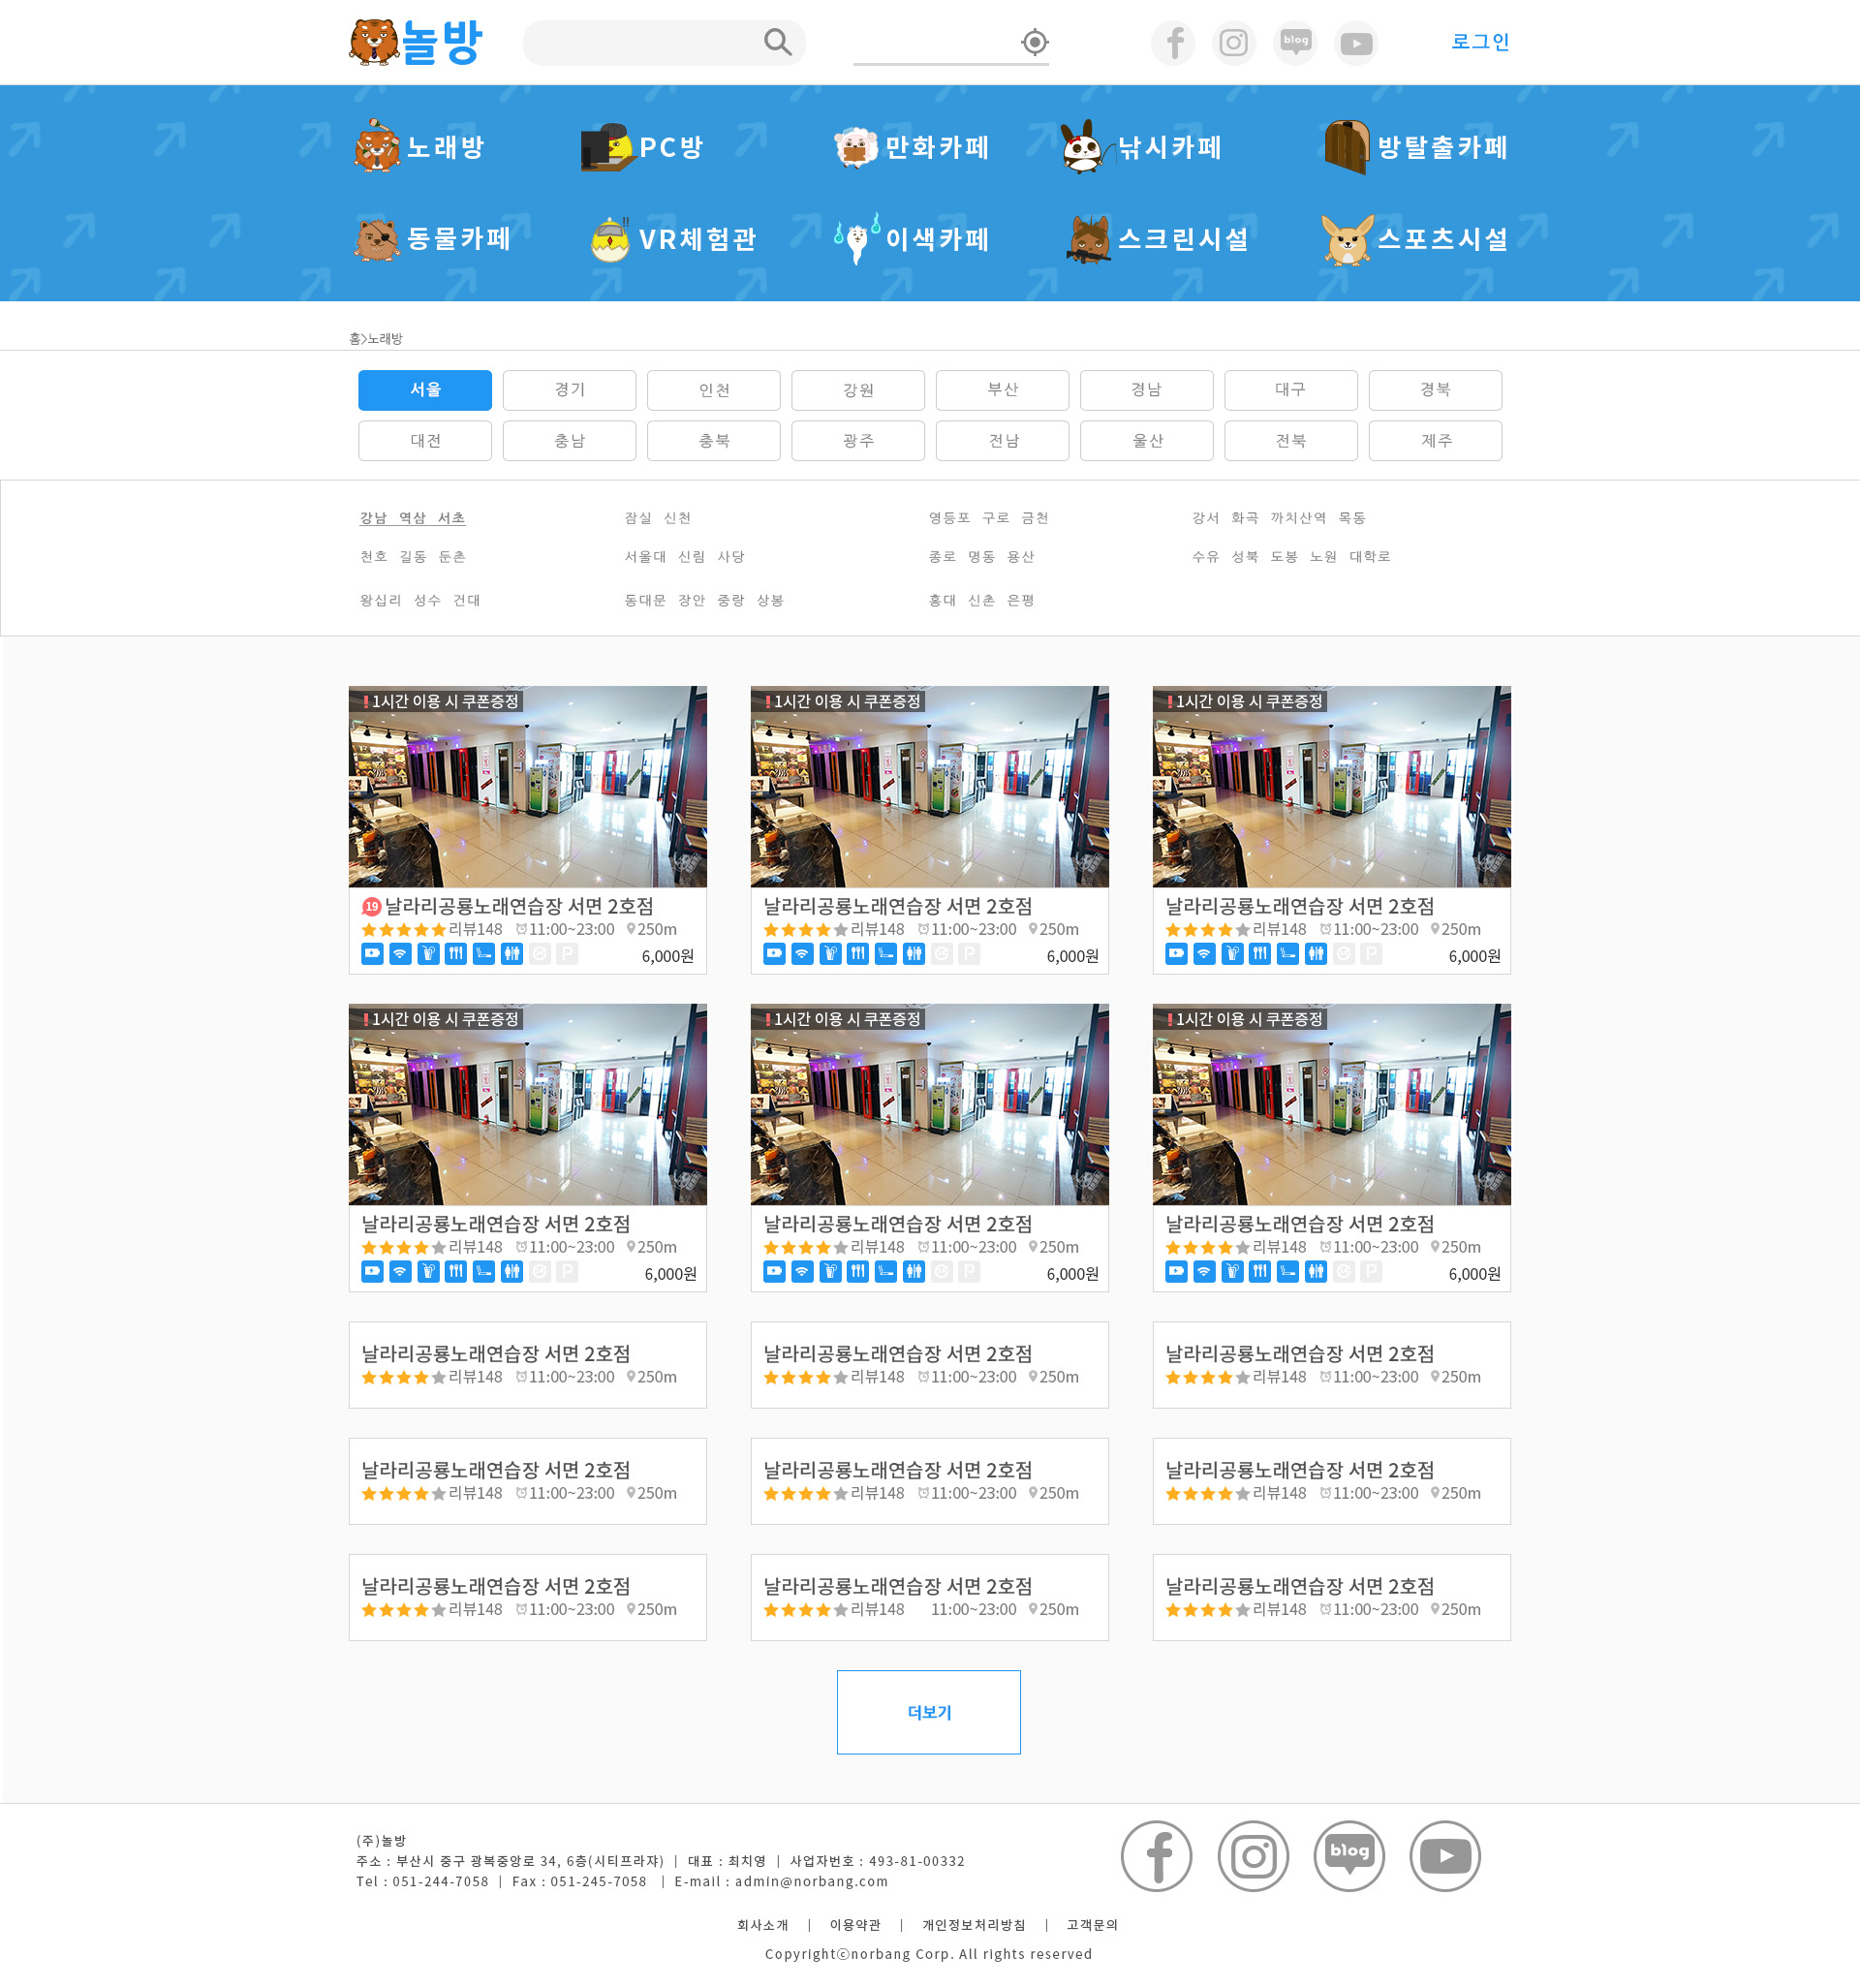 놀방
blog
로그인
노래방 PC방 만화카페 낚시카페 방탈출카페
동물카페 VR체험관 이색카페 스크린시설 스포츠시설
홈>노래방
서울 경기 인천 강원 부산 경남 대구 경북
대전 충남 충북 광주 전남 울산 전북 제주
강남 역삼 서초 잠실 신천 영등포 구로 금천 강서 화곡 까치산역 목동
천호 길동 둔촌 서울대 신림 사당 종로 명동 용산 수유 성북 도봉 노원 대학로
왕십리 성수 건대 동대문 장안 중랑 상봉 홍대 신촌 은평
!1시간 이용 시 쿠폰증정 !1시간 이용 시 쿠폰증정 !1시간 이용 시 쿠폰증정
19 날라리공룡노래연습장 서면 2호점 날라리공룡노래연습장 서면 2호점 날라리공룡노래연습장 서면 2호점
리뷰148 11:00~23:00 250m 리뷰148 11:00~23:00 250m 리뷰148 11:00~23:00 250m
P 6,000원 P 6,000원 P 6,000원
!1시간 이용 시 쿠폰증정 !1시간 이용 시 쿠폰증정 !1시간 이용 시 쿠폰증정
날라리공룡노래연습장 서면 2호점 날라리공룡노래연습장 서면 2호점 날라리공룡노래연습장 서면 2호점
리뷰148 11:00~23:00 250m 리뷰148 11:00~23:00 250m 리뷰148 11:00~23:00 250m
P 6,000원 P 6,000원 P 6,000원
날라리공룡노래연습장 서면 2호점 날라리공룡노래연습장 서면 2호점 날라리공룡노래연습장 서면 2호점
리뷰148 11:00~23:00 250m 리뷰148 11:00~23:00 250m 리뷰148 11:00~23:00 250m
날라리공룡노래연습장 서면 2호점 날라리공룡노래연습장 서면 2호점 날라리공룡노래연습장 서면 2호점
리뷰148 11:00~23:00 250m 리뷰148 11:00~23:00 250m 리뷰148 11:00~23:00 250m
날라리공룡노래연습장 서면 2호점 날라리공룡노래연습장 서면 2호점 날라리공룡노래연습장 서면 2호점
리뷰148 11:00~23:00 250m 리뷰148 11:00~23:00 250m 리뷰148 11:00~23:00 250m
더보기
(주)놀방
주소 : 부산시 중구 광복중앙로 34, 6층(시티프라쟈) | 대표 : 최치영 | 사업자번호 : 493-81-00332
Tel : 051-244-7058 | Fax : 051-245-7058 | E-mail : admin@norbang.com
blog
회사소개 | 이용약관 | 개인정보처리방침 | 고객문의
Copyrightⓒnorbang Corp. All rights reserved